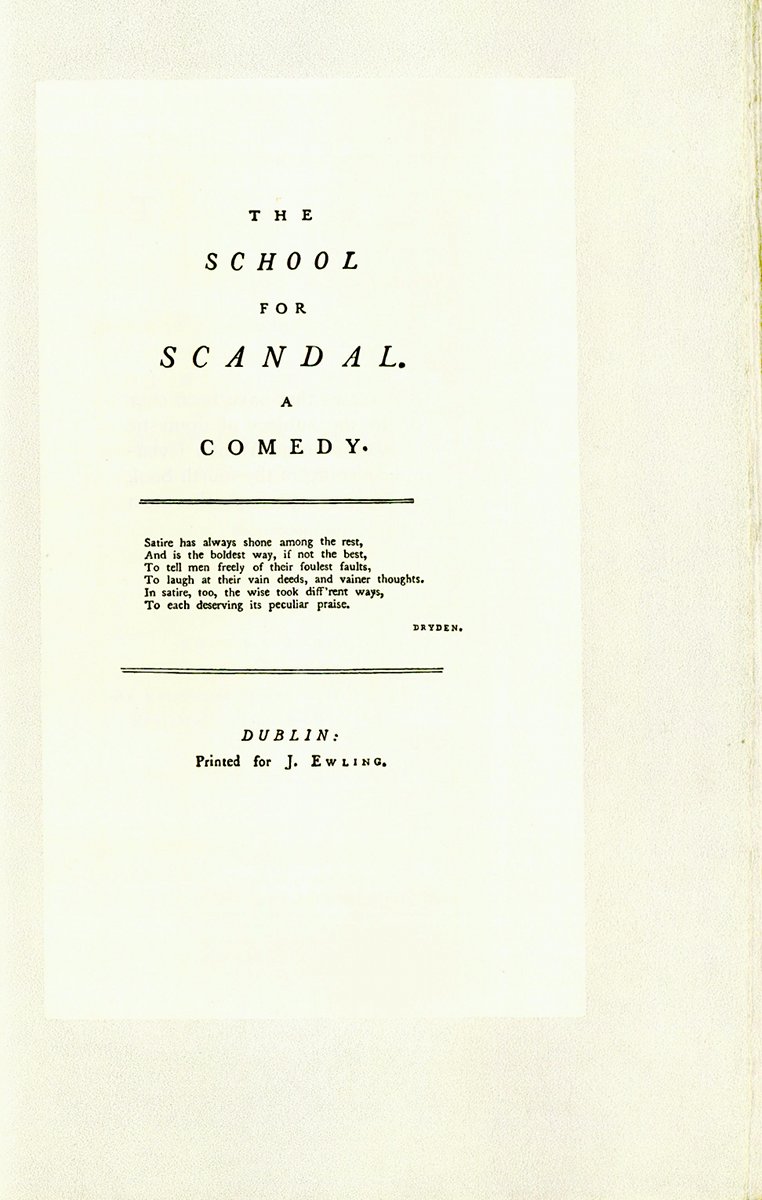 THE
SCHOOL
FOR
SCANDAL.
A
COMEDY.
Satire has always shone among the rest,
And is the boldest way, if not the best,
To tell men freely of their foulest faults,
To laugh at their vain deeds, and vainer thoughts.
In satire, too, the wise took diff'rent ways,
To each deserving its peculiar praise.
DRYDEN.
DUBLIN:
Printed for J. EWLING.